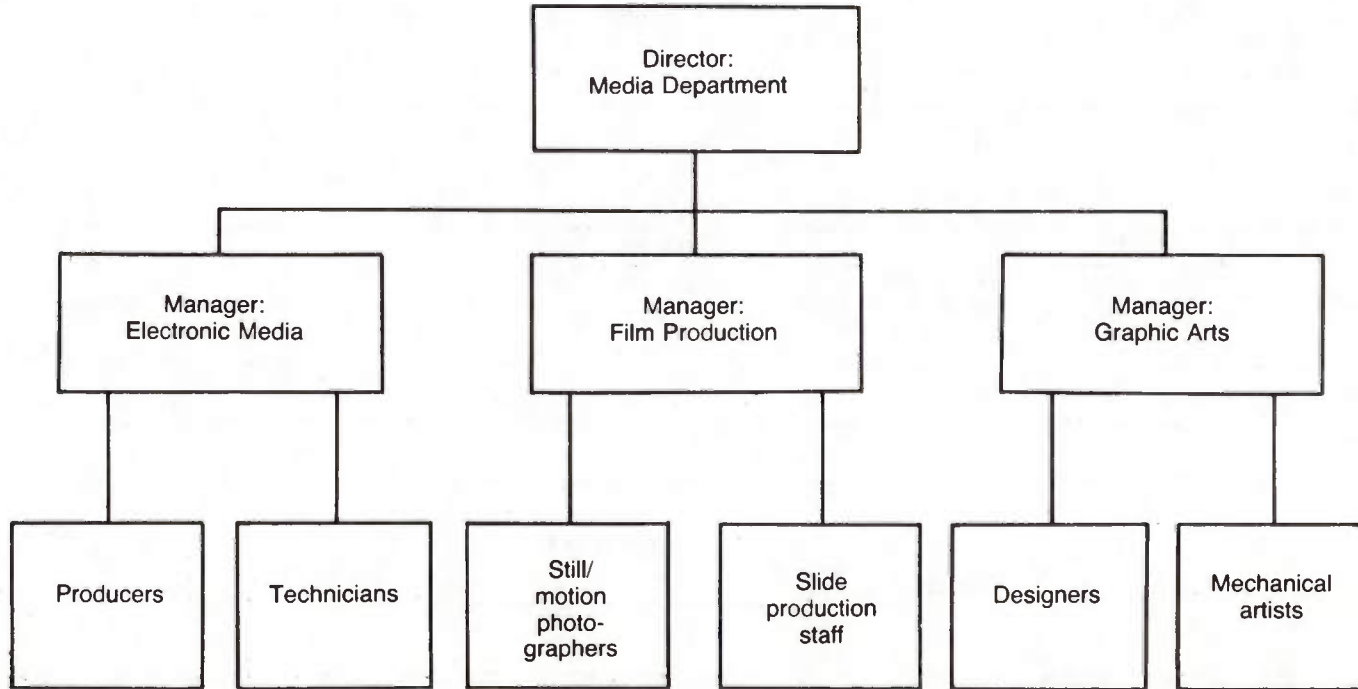 Director:
Media Department
Manager:
Electronic Media
Manager:
Film Production
Manager:
Graphic Arts
Producers
Technicians
Still/
motion
photo-
graphers
Slide
production
staff
Designers
Mechanical
artists